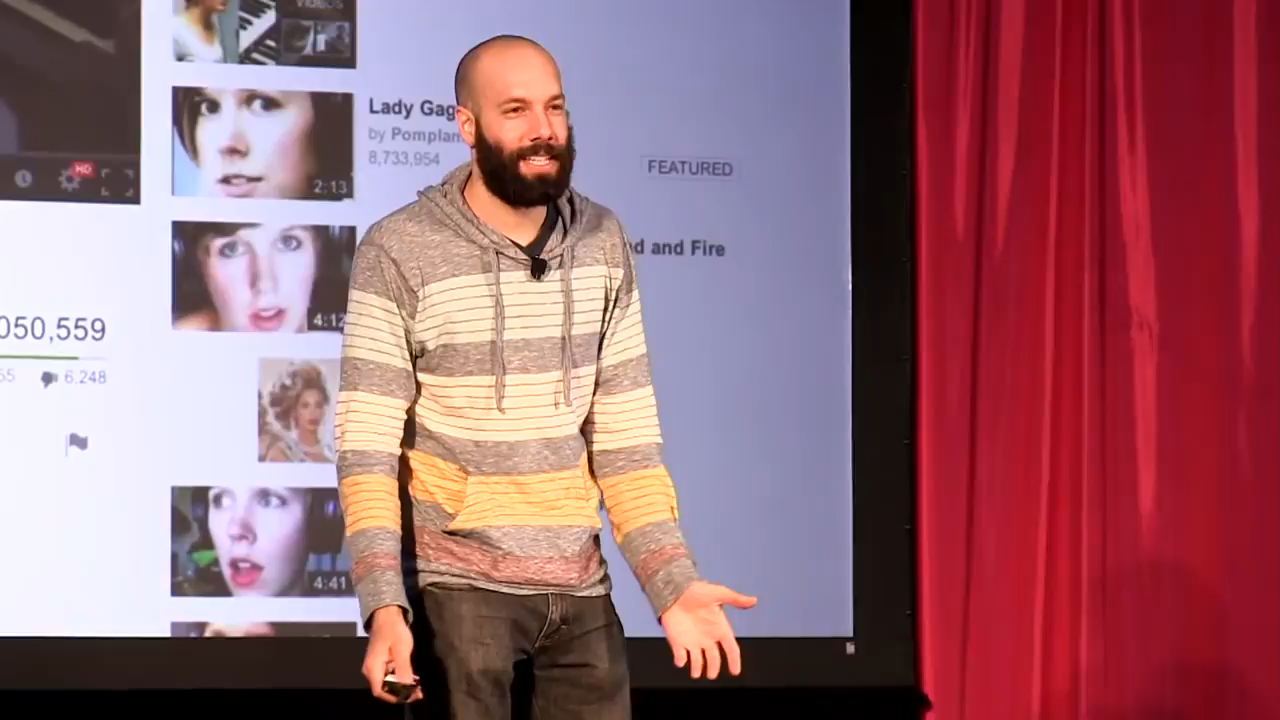 VIDEOS
HD
Lady Gag
by Pomplam
8,733,954
2:13
FEATURED
d and Fire
4:12
050,559
55
6.248
4:41